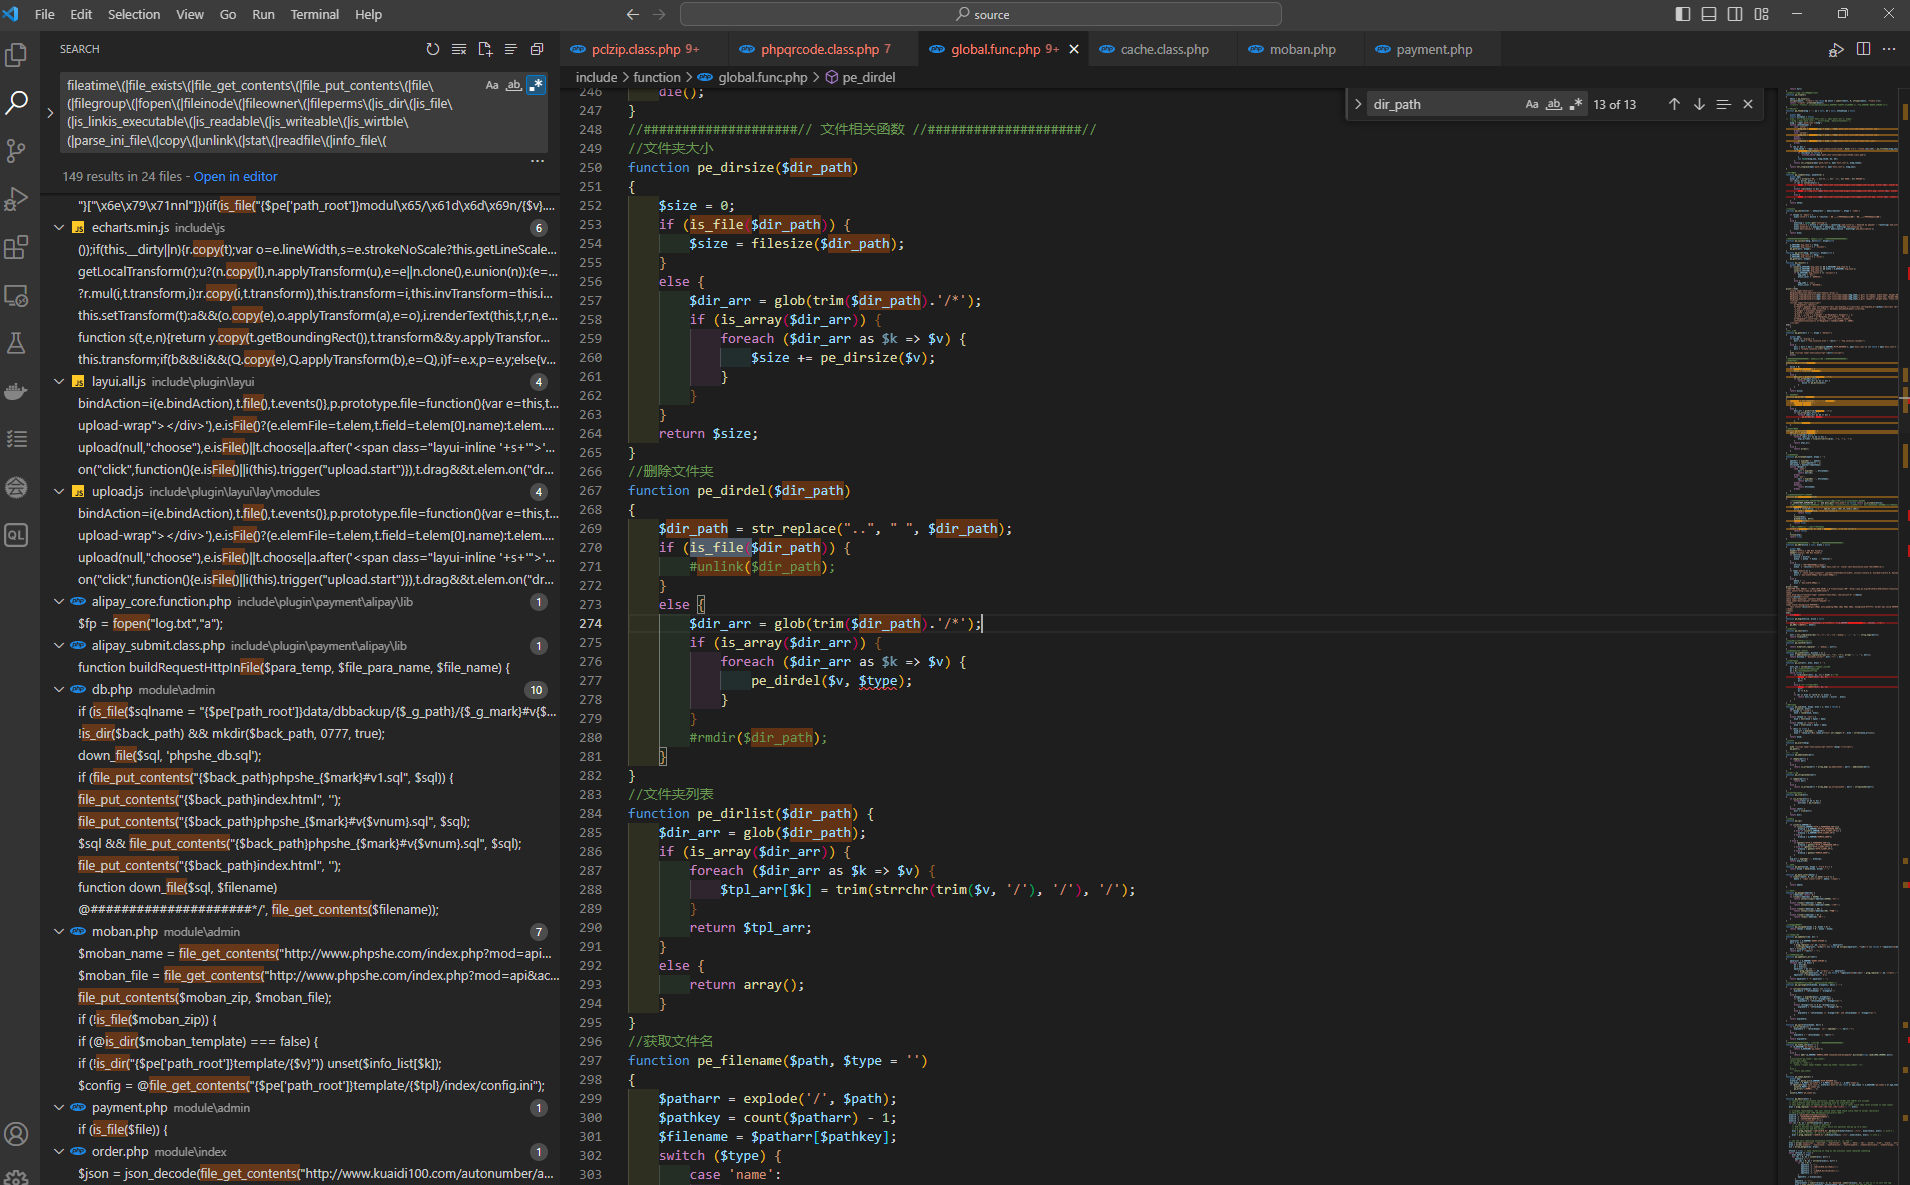 File Edit Selection View Go Run Terminal Help
source
SEARCH
fileatime\(|file_exists\(|file_get_contents\(|file_put_contents\(|file\
(|filegroup\(|fopen\(|fileinode\(|fileowner\(|fileperms\(|is_dir\(|is_file\
(|is_linkis_executable\(|is_readable\(|is_writeable\(|is_wirtble\
(|parse_ini_file\(|copy\(|unlink\(|stat\(|readfile\(|info_file\(
Aa ab .*
149 results in 24 files - Open in editor
"}["\x6e\x79\x71nnl"]}){if(is_file("{$pe['path_root']}modul\x65/\x61d\x6d\x69n/{$v}....
echarts.min.js include\js 6
());if(this.__dirty||n){r.copy(t);var o=e.lineWidth,s=e.strokeNoScale?this.getLineScale...
getLocalTransform(r);u?(n.copy(l),n.applyTransform(u),e=e||n.clone(),e.union(n)):(e=...
?r.mul(i,t.transform,i):r.copy(i,t.transform)),this.transform=i,this.invTransform=this.i...
this.setTransform(t):a&&(o.copy(e),o.applyTransform(a),e=o),i.renderText(this,t,r,n,e...
function s(t,e,n){return y.copy(t.getBoundingRect()),t.transform&&y.applyTransfor...
this.transform;if(b&&!i&&(Q.copy(e),Q.applyTransform(b),e=Q),i)f=e.x,p=e.y;else{v...
layui.all.js include\plugin\layui 4
bindAction=i(e.bindAction),t.file(),t.events()},p.prototype.file=function(){var e=this,t...
upload-wrap"></div>'),e.isFile()?(e.elemFile=t.elem,t.field=t.elem[0].name):t.elem....
upload(null,"choose"),e.isFile()||t.choose||a.after('<span class="layui-inline '+s+'">'...
on("click",function(){e.isFile()||i(this).trigger("upload.start")}),t.drag&&t.elem.on("dr...
upload.js include\plugin\layui\lay\modules 4
bindAction=i(e.bindAction),t.file(),t.events()},p.prototype.file=function(){var e=this,t...
upload-wrap"></div>'),e.isFile()?(e.elemFile=t.elem,t.field=t.elem[0].name):t.elem....
upload(null,"choose"),e.isFile()||t.choose||a.after('<span class="layui-inline '+s+'">'...
on("click",function(){e.isFile()||i(this).trigger("upload.start")}),t.drag&&t.elem.on("dr...
alipay_core.function.php include\plugin\payment\alipay\lib 1
$fp = fopen("log.txt","a");
alipay_submit.class.php include\plugin\payment\alipay\lib 1
function buildRequestHttpInFile($para_temp, $file_para_name, $file_name) {
db.php module\admin 10
if (is_file($sqlname = "{$pe['path_root']}data/dbbackup/{$_g_path}/{$_g_mark}#v{$...
!is_dir($back_path) && mkdir($back_path, 0777, true);
down_file($sql, 'phpshe_db.sql');
if (file_put_contents("{$back_path}phpshe_{$mark}#v1.sql", $sql)) {
file_put_contents("{$back_path}index.html", '');
file_put_contents("{$back_path}phpshe_{$mark}#v{$vnum}.sql", $sql);
$sql && file_put_contents("{$back_path}phpshe_{$mark}#v{$vnum}.sql", $sql);
file_put_contents("{$back_path}index.html", '');
function down_file($sql, $filename)
@#####################*/', file_get_contents($filename));
moban.php module\admin 7
$moban_name = file_get_contents("http://www.phpshe.com/index.php?mod=api...
$moban_file = file_get_contents("http://www.phpshe.com/index.php?mod=api&ac...
file_put_contents($moban_zip, $moban_file);
if (!is_file($moban_zip)) {
if (@is_dir($moban_template) === false) {
if (!is_dir("{$pe['path_root']}template/{$v}")) unset($info_list[$k]);
$config = @file_get_contents("{$pe['path_root']}template/{$tpl}/index/config.ini");
payment.php module\admin 1
if (is_file($file)) {
order.php module\index 1
$json = json_decode(file_get_contents("http://www.kuaidi100.com/autonumber/a...
pclzip.class.php 9+ phpqrcode.class.php 7 global.func.php 9+ cache.class.php moban.php payment.php
include > function > global.func.php > pe_dirdel
dir_path Aa ab .* 13 of 13
246 die();
247 }
248 //####################// 文件相关函数 //####################//
249 //文件夹大小
250 function pe_dirsize($dir_path)
251 {
252 $size = 0;
253 if (is_file($dir_path)) {
254 $size = filesize($dir_path);
255 }
256 else {
257 $dir_arr = glob(trim($dir_path).'/*');
258 if (is_array($dir_arr)) {
259 foreach ($dir_arr as $k => $v) {
260 $size += pe_dirsize($v);
261 }
262 }
263 }
264 return $size;
265 }
266 //删除文件夹
267 function pe_dirdel($dir_path)
268 {
269 $dir_path = str_replace("..", " ", $dir_path);
270 if (is_file($dir_path)) {
271 #unlink($dir_path);
272 }
273 else {
274 $dir_arr = glob(trim($dir_path).'/*');
275 if (is_array($dir_arr)) {
276 foreach ($dir_arr as $k => $v) {
277 pe_dirdel($v, $type);
278 }
279 }
280 #rmdir($dir_path);
281 }
282 }
283 //文件夹列表
284 function pe_dirlist($dir_path) {
285 $dir_arr = glob($dir_path);
286 if (is_array($dir_arr)) {
287 foreach ($dir_arr as $k => $v) {
288 $tpl_arr[$k] = trim(strrchr(trim($v, '/'), '/'), '/');
289 }
290 return $tpl_arr;
291 }
292 else {
293 return array();
294 }
295 }
296 //获取文件名
297 function pe_filename($path, $type = '')
298 {
299 $patharr = explode('/', $path);
300 $pathkey = count($patharr) - 1;
301 $filename = $patharr[$pathkey];
302 switch ($type) {
303 case 'name':